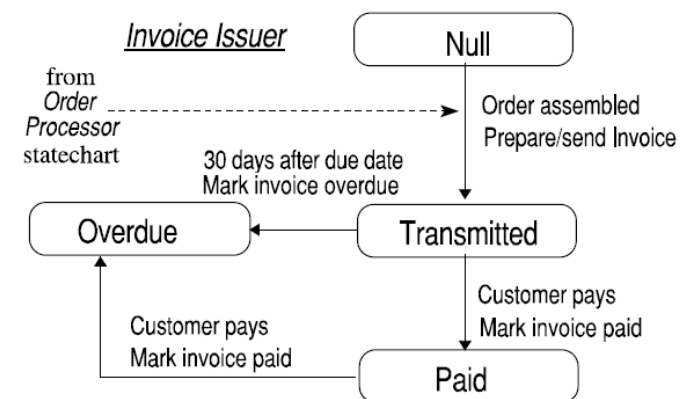 Invoice Issuer
Null
from
Order
Processor
statechart
Order assembled
Prepare/send Invoice
30 days after due date
Mark invoice overdue
Overdue
Transmitted
Customer pays
Mark invoice paid
Customer pays
Mark invoice paid
Paid